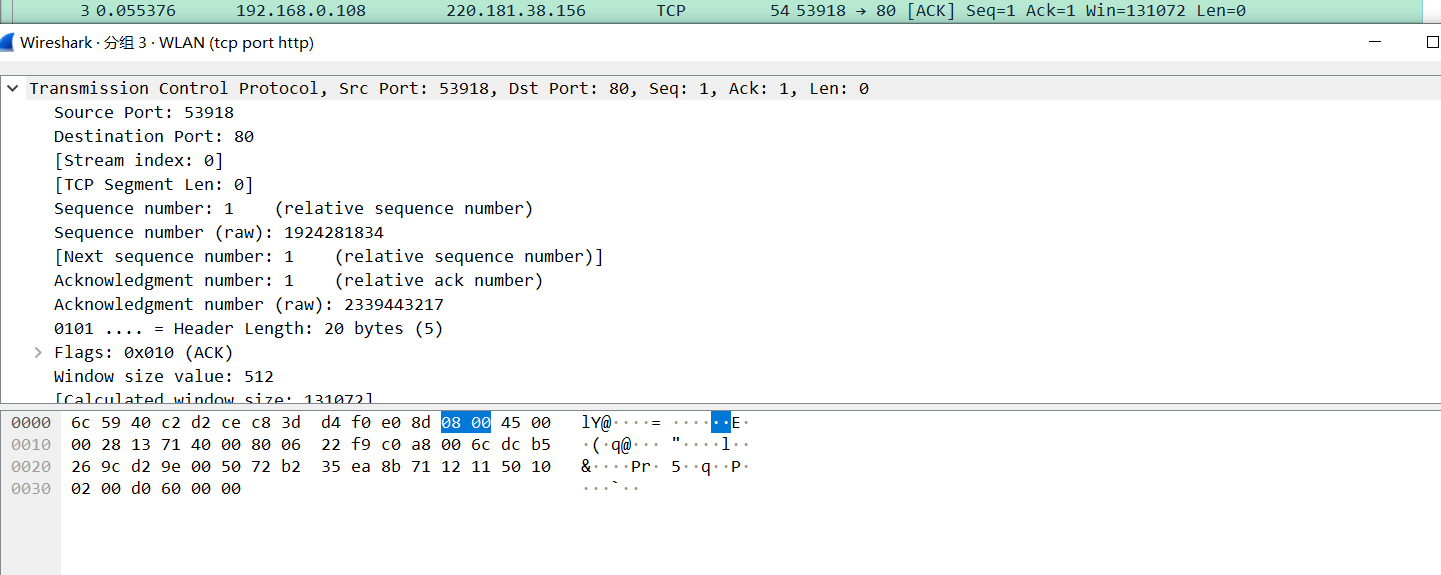 3 0.055376 192.168.0.108 220.181.38.156 TCP 54 53918 → 80 [ACK] Seq=1 Ack=1 Win=131072 Len=0
Wireshark · 分组 3 · WLAN (tcp port http)
Transmission Control Protocol, Src Port: 53918, Dst Port: 80, Seq: 1, Ack: 1, Len: 0
Source Port: 53918
Destination Port: 80
[Stream index: 0]
[TCP Segment Len: 0]
Sequence number: 1    (relative sequence number)
Sequence number (raw): 1924281834
[Next sequence number: 1    (relative sequence number)]
Acknowledgment number: 1    (relative ack number)
Acknowledgment number (raw): 2339443217
0101 .... = Header Length: 20 bytes (5)
Flags: 0x010 (ACK)
Window size value: 512
[Calculated window size: 131072]
0000 6c 59 40 c2 d2 ce c8 3d d4 f0 e0 8d 08 00 45 00 lY@····= ······E·
0010 00 28 13 71 40 00 80 06 22 f9 c0 a8 00 6c dc b5 ·(·q@··· "····l··
0020 26 9c d2 9e 00 50 72 b2 35 ea 8b 71 12 11 50 10 &····Pr· 5··q··P·
0030 02 00 d0 60 00 00 ···`··